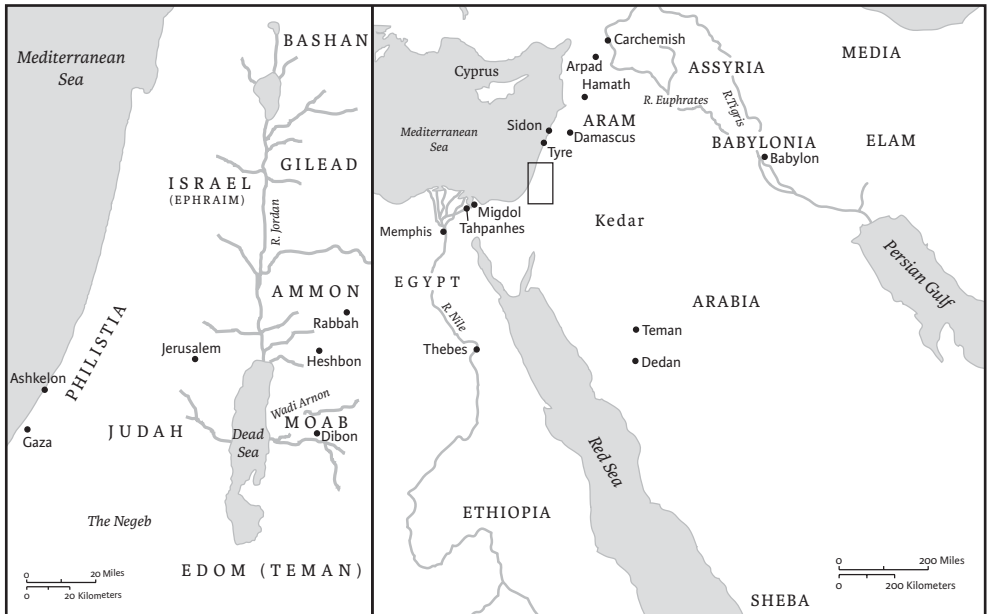 Mediterranean
Sea
BASHAN
GILEAD
ISRAEL
(EPHRAIM)
R. Jordan
AMMON
Rabbah
PHILISTIA
Jerusalem
Heshbon
Ashkelon
Wadi Arnon
MOAB
Dibon
Gaza
JUDAH
Dead
Sea
The Negeb
EDOM (TEMAN)
0 20 Miles
0 20 Kilometers
Carchemish
MEDIA
Arpad
ASSYRIA
Cyprus
Hamath
R. Euphrates
R.Tigris
Mediterranean
Sea
Sidon
ARAM
Damascus
BABYLONIA
ELAM
Tyre
Babylon
Migdol
Kedar
Tahpanhes
Memphis
Persian Gulf
EGYPT
R. Nile
ARABIA
Teman
Thebes
Dedan
Red Sea
ETHIOPIA
0 200 Miles
0 200 Kilometers
SHEBA